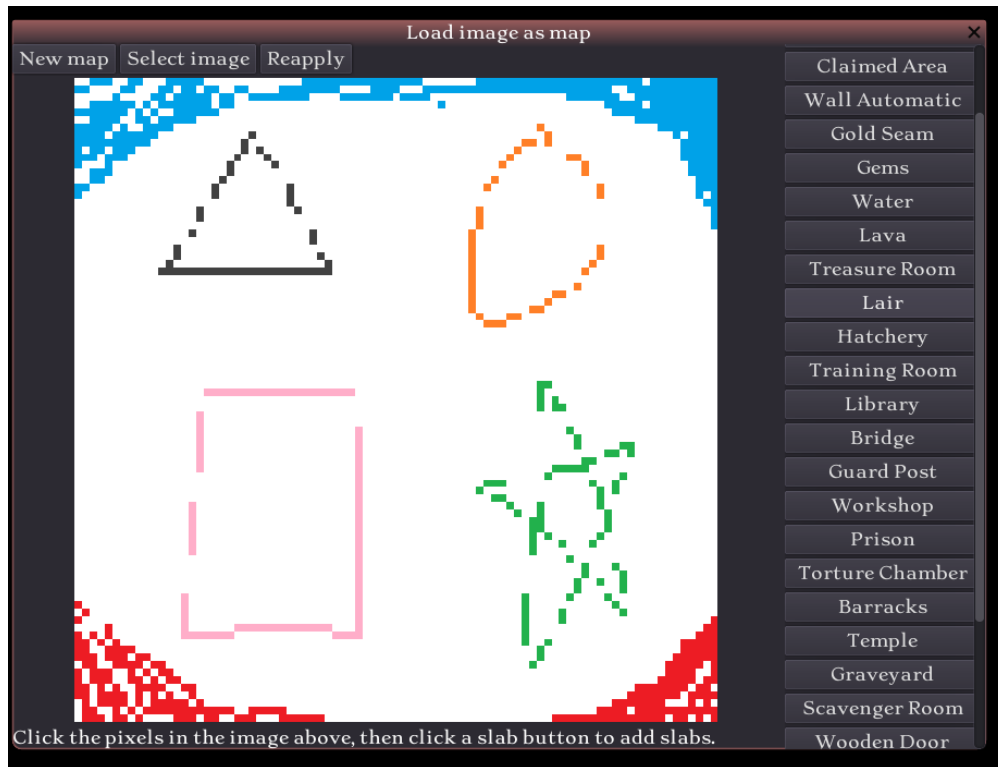 Load image as map
New map Select image Reapply
Claimed Area
Wall Automatic
Gold Seam
Gems
Water
Lava
Treasure Room
Lair
Hatchery
Training Room
Library
Bridge
Guard Post
Workshop
Prison
Torture Chamber
Barracks
Temple
Graveyard
Scavenger Room
Wooden Door
Click the pixels in the image above, then click a slab button to add slabs.